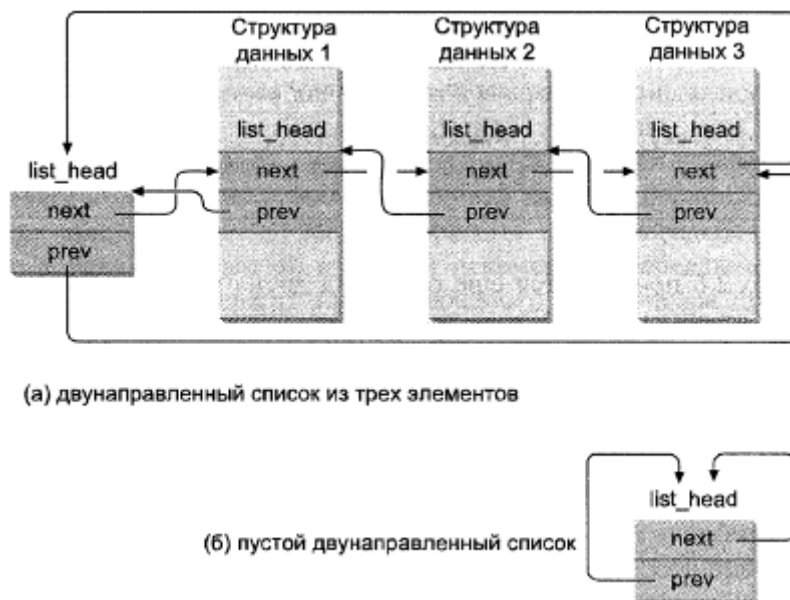 Структура
данных 1
Структура
данных 2
Структура
данных 3
list_head
list_head
list_head
list_head
next
next
next
next
prev
prev
prev
prev
(а) двунаправленный список из трех элементов
list_head
(б) пустой двунаправленный список
next
prev